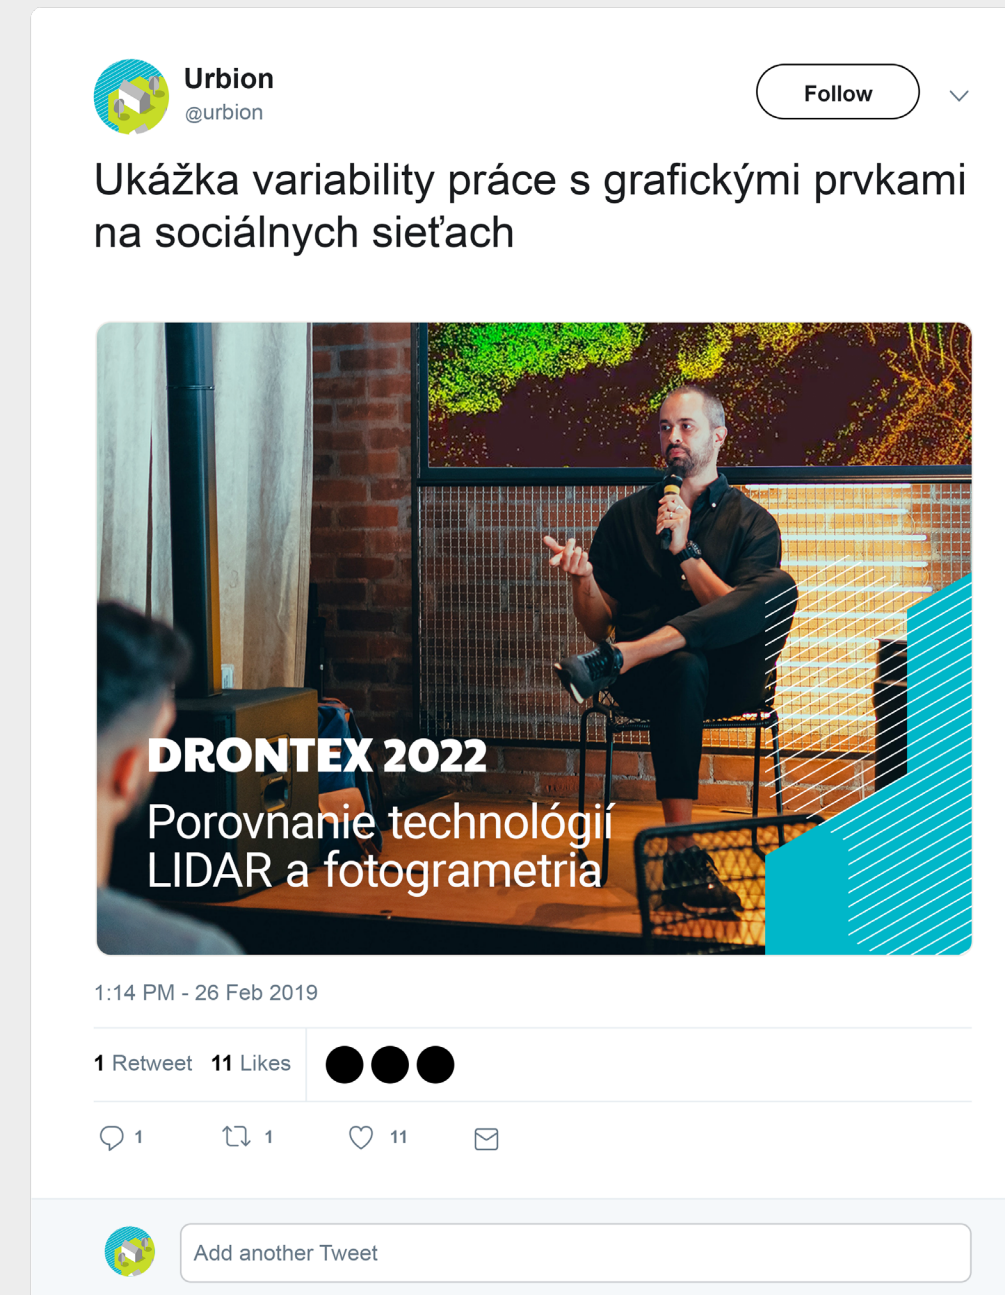 Urbion
@urbion
Follow
Ukážka variability práce s grafickými prvkami
na sociálnych sieťach
DRONTEX 2022
Porovnanie technológií
LIDAR a fotogrametria
1:14 PM - 26 Feb 2019
1 Retweet 11 Likes
1 1 11
Add another Tweet